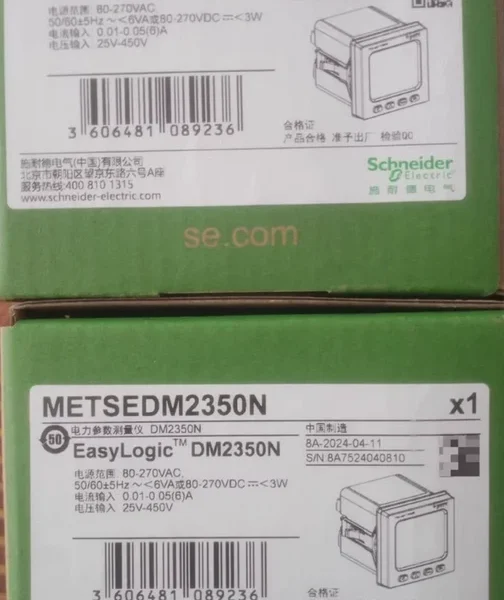 电源范围 80-270VAC,
50/60±5Hz ~<6VA或80-270VDC⎓<3W
电流输入 0.01-0.05(6)A
电压输入 25V-450V
3 606481 089236
合格证
产品合格 准予出厂 检验QC
施耐德电气(中国)有限公司
北京市朝阳区望京东路六号A座
服务热线:400 810 1315
www.schneider-electric.com
Schneider
Electric
施耐德电气
se.com
METSEDM2350N x1
50
电力参数测量仪 DM2350N
EasyLogic™ DM2350N
中国制造
8A-2024-04-11
S/N 8A7524040810
电源范围 80-270VAC,
50/60±5Hz ~<6VA或80-270VDC⎓<3W
电流输入 0.01-0.05(6)A
电压输入 25V-450V
3 606481 089236
合格证